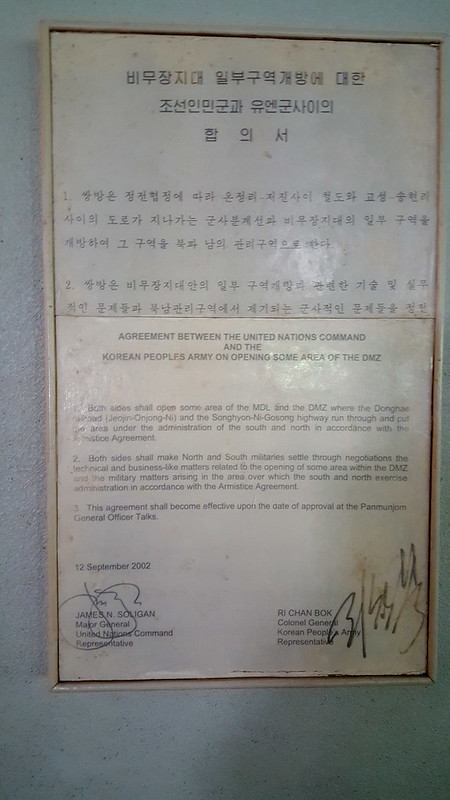 비무장지대 일부구역개방에 대한
조선인민군과 유엔군사이의
합 의 서
1. 쌍방은 정전협정에 따라 온정리-저진사이 철도와 고성-송현리
사이의 도로가 지나가는 군사분계선과 비무장지대의 일부 구역을
개방하여 그 구역을 북과 남의 관리구역으로 한다.
2. 쌍방은 비무장지대안의 일부 구역개방과 관련한 기술 및 실무
적인 문제들과 북남관리구역에서 제기되는 군사적인 문제들을 정전
AGREEMENT BETWEEN THE UNITED NATIONS COMMAND
AND THE
KOREAN PEOPLES ARMY ON OPENING SOME AREA OF THE DMZ
1. Both sides shall open some area of the MDL and the DMZ where the Donghae
(Jeojin-Onjong-Ni) and the Songhyon-Ni-Gosong highway run through and put
the area under the administration of the south and north in accordance with the
Armistice Agreement.
2. Both sides shall make North and South militaries settle through negotiations the
technical and business-like matters related to the opening of some area within the DMZ
and the military matters arising in the area over which the south and north exercise
administration in accordance with the Armistice Agreement.
3. This agreement shall become effective upon the date of approval at the Panmunjom
General Officer Talks.
12 September 2002
JAMES N. SOLIGAN
Major General
United Nations Command
Representative
RI CHAN BOK
Colonel General
Korean People's Army
Representative